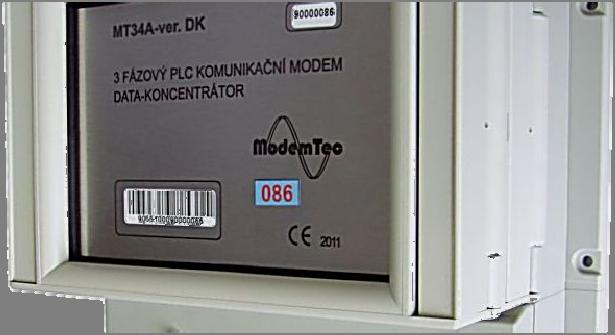 MT34A-ver. DK
90000086
3 FÁZOVÝ PLC KOMUNIKAČNÍ MODEM
DATA-KONCENTRÁTOR
ModemTec
086
CE 2011